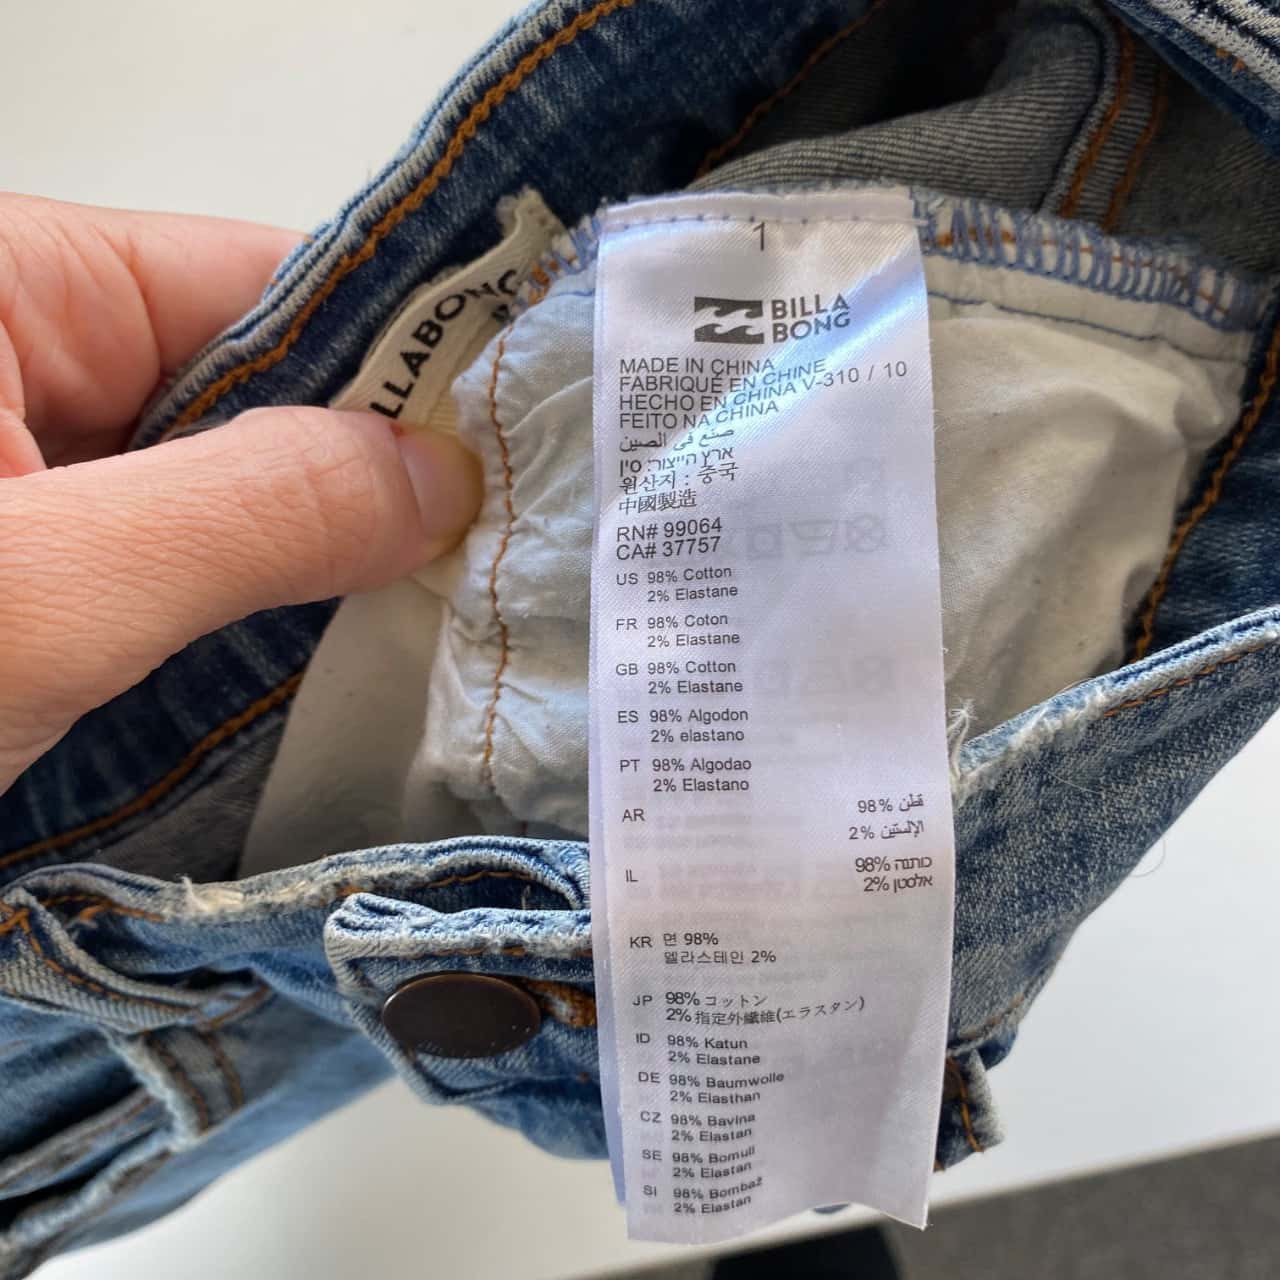 LLABONG
1
BILLA
BONG
MADE IN CHINA
FABRIQUÉ EN CHINE
HECHO EN CHINA V-310 / 10
FEITO NA CHINA
صنع في الصين
ארץ הייצור: סין
원산지 : 중국
中國製造
RN# 99064
CA# 37757
US 98% Cotton
2% Elastane
FR 98% Coton
2% Elastane
GB 98% Cotton
2% Elastane
ES 98% Algodon
2% elastano
PT 98% Algodao
2% Elastano
AR 98% قطن
2% الإلستين
IL 98% כותנה
2% אלסטן
KR 면 98%
엘라스테인 2%
JP 98% コットン
2% 指定外繊維(エラスタン)
ID 98% Katun
2% Elastane
DE 98% Baumwolle
2% Elasthan
CZ 98% Bavina
2% Elastan
SE 98% Bomull
2% Elastan
SI 98% Bombaž
2% Elastan